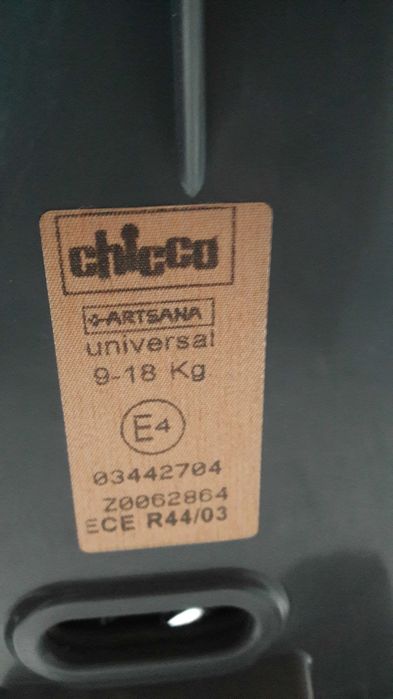 chicco
ARTSANA
universal
9-18 Kg
E4
03442704
Z0062864
ECE R44/03